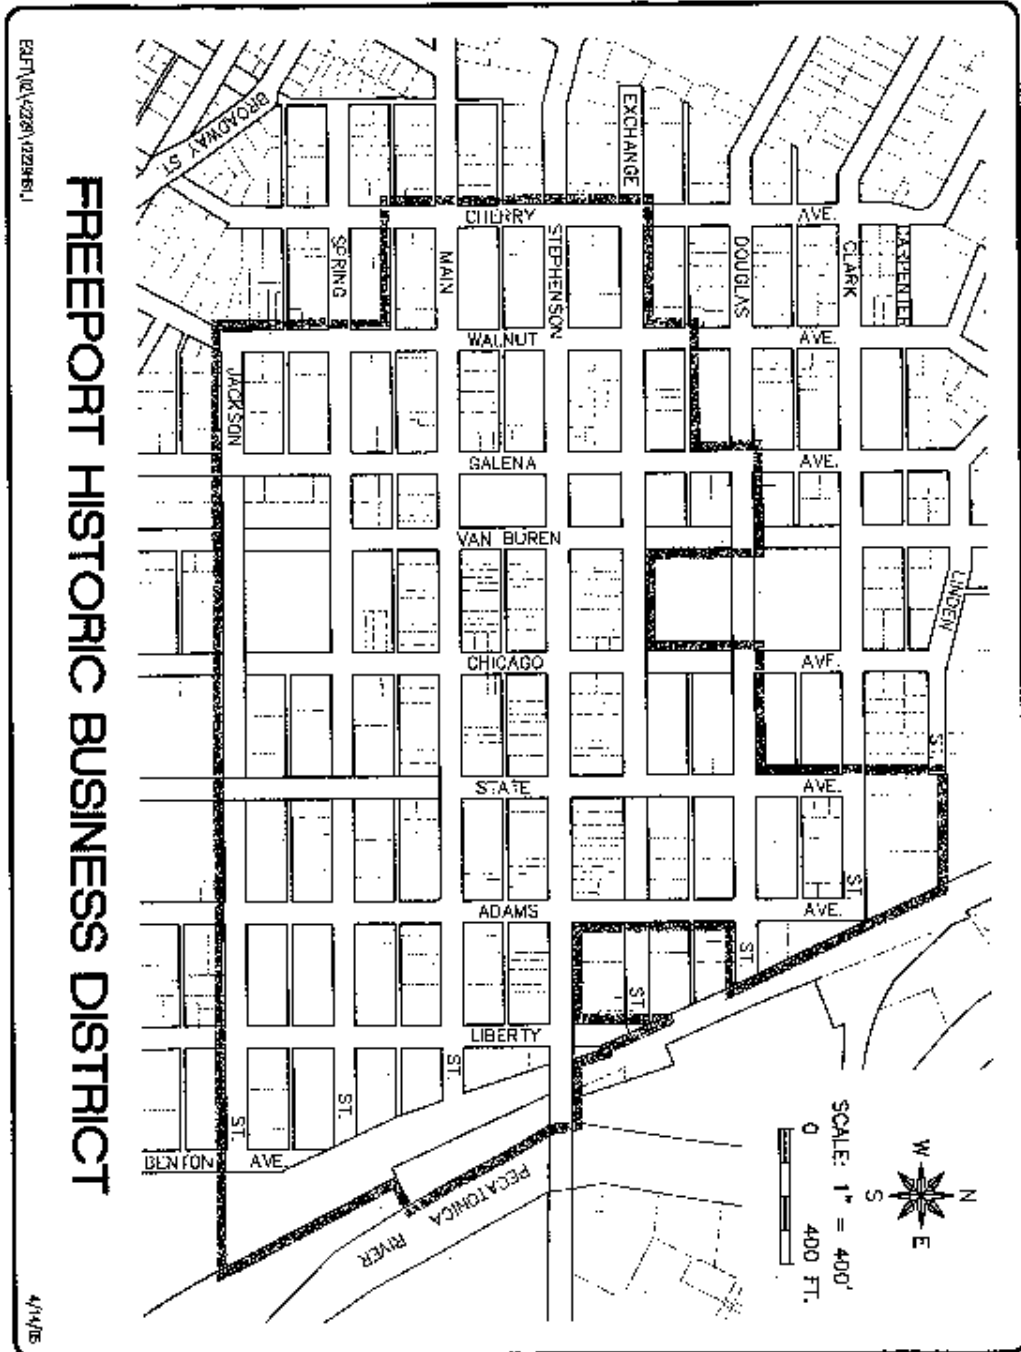 FREEPORT HISTORIC BUSINESS DISTRICT
BROADWAY ST.
EXCHANGE
CHERRY
AVE.
SPRING
MAIN
STEPHENSON
DOUGLAS
CLARK
CARPENTER
WALNUT
AVE.
JACKSON
GALENA
AVE.
VAN BUREN
LINDEN
CHICAGO
AVE.
ST.
STATE
AVE.
ST.
ADAMS
AVE.
ST.
ST.
LIBERTY
ST.
ST.
ST.
BENTON
AVE.
PECATONICA
RIVER
SCALE: 1" = 400'
0
400 FT.
W
N
S
E
4/14/05